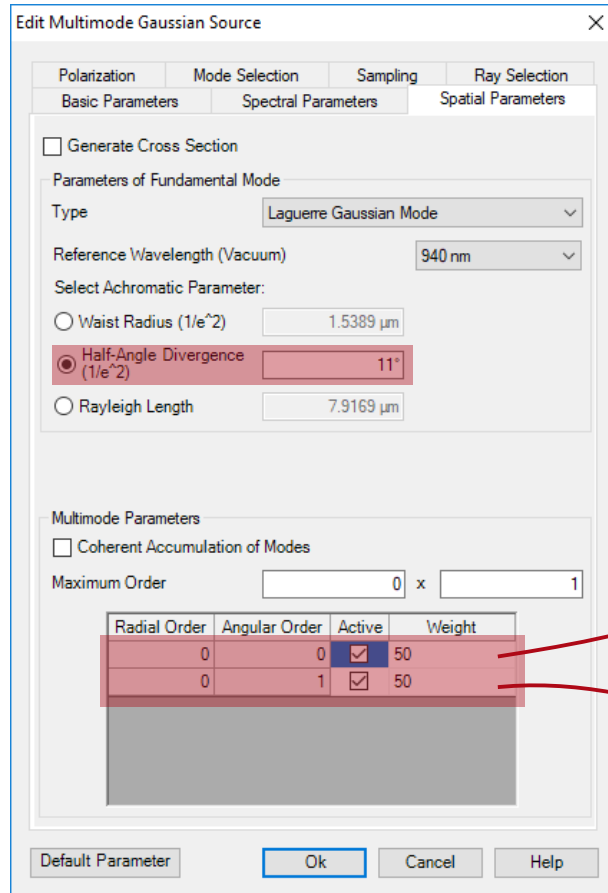 Edit Multimode Gaussian Source
Polarization Mode Selection Sampling Ray Selection
Basic Parameters Spectral Parameters Spatial Parameters
Generate Cross Section
Parameters of Fundamental Mode
Type Laguerre Gaussian Mode
Reference Wavelength (Vacuum) 940 nm
Select Achromatic Parameter:
Waist Radius (1/e^2) 1.5389 µm
Half-Angle Divergence
(1/e^2) 11°
Rayleigh Length 7.9169 µm
Multimode Parameters
Coherent Accumulation of Modes
Maximum Order 0 x 1
Radial Order Angular Order Active Weight
0 0 50
0 1 50
Default Parameter Ok Cancel Help